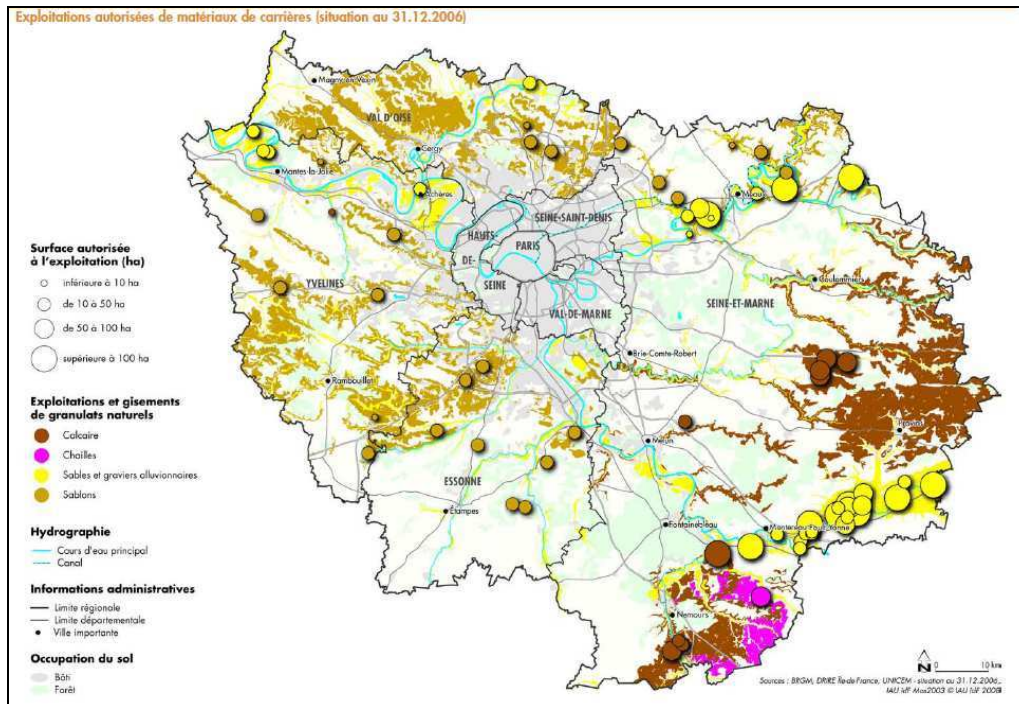 Exploitations autorisées de matériaux de carrières (situation au 31.12.2006)
Magny-en-Vexin
VAL D'OISE
Cergy
Mantes-la-Jolie
Achères
Meaux
SEINE-SAINT-DENIS
HAUTS-
PARIS
DE-
SEINE
YVELINES
VAL-DE-MARNE
SEINE-ET-MARNE
Coulommiers
Brie-Comte-Robert
Rambouillet
Provins
Melun
ESSONNE
Étampes
Fontainebleau
Montereau-Fault-Yonne
Nemours
Surface autorisée
à l'exploitation (ha)
inférieure à 10 ha
de 10 à 50 ha
de 50 à 100 ha
supérieure à 100 ha
Exploitations et gisements
de granulats naturels
Calcaire
Chailles
Sables et graviers alluvionnaires
Sablons
Hydrographie
Cours d'eau principal
Canal
Informations administratives
Limite régionale
Limite départementale
Ville importante
Occupation du sol
Bâti
Forêt
N
0 10 km
Sources : BRGM, DRIRE Île-de-France, UNICEM - situation au 31.12.2006,
IAU îdF Mos2003 © IAU îdF 2008